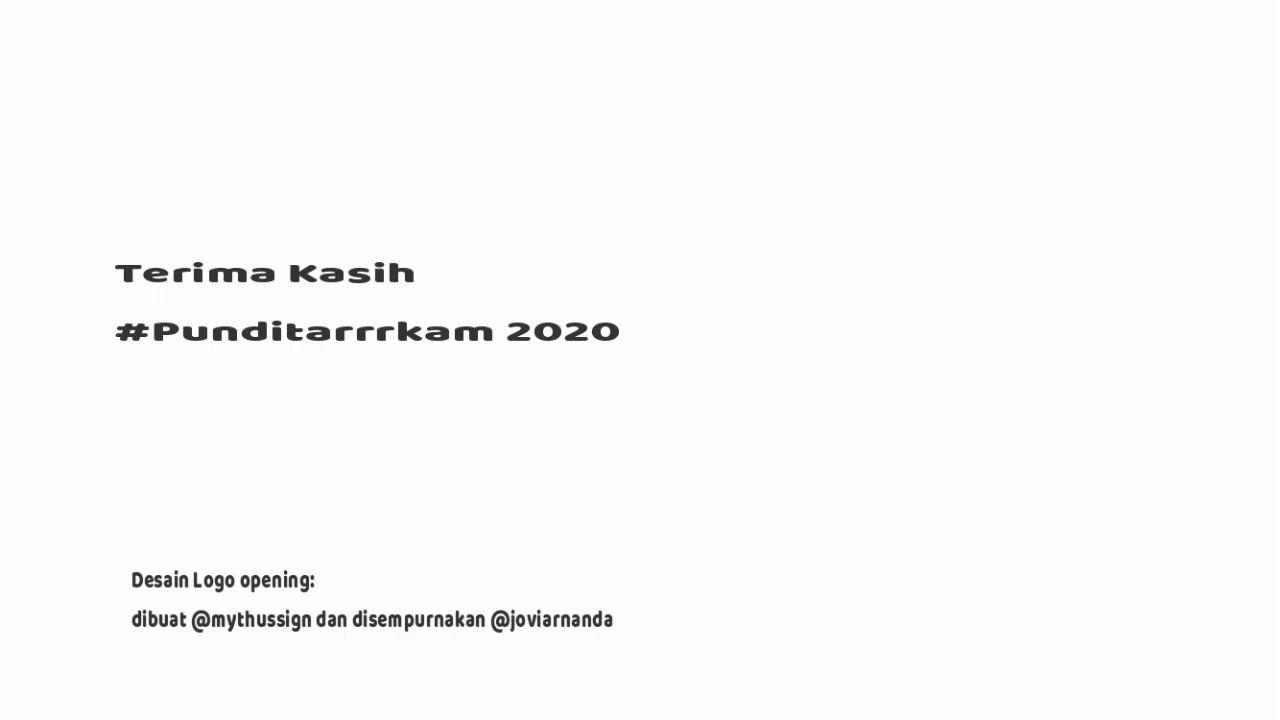 Terima Kasih
#Punditarrrkam 2020
Desain Logo opening:
dibuat @mythussign dan disempurnakan @joviarnanda